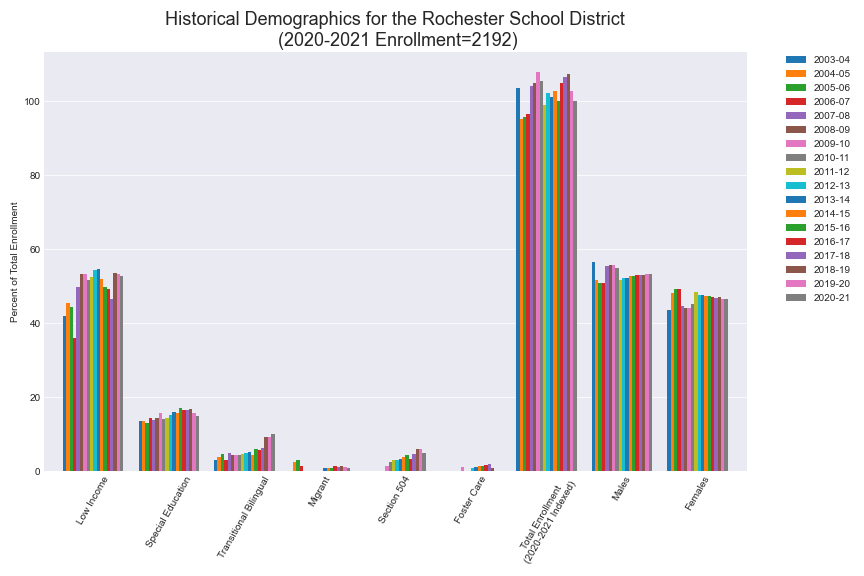 Historical Demographics for the Rochester School District
(2020-2021 Enrollment=2192)
Percent of Total Enrollment
100
80
60
40
20
0
Low Income
Special Education
Transitional Bilingual
Migrant
Section 504
Foster Care
Total Enrollment
(2020-2021 Indexed)
Males
Females
2003-04
2004-05
2005-06
2006-07
2007-08
2008-09
2009-10
2010-11
2011-12
2012-13
2013-14
2014-15
2015-16
2016-17
2017-18
2018-19
2019-20
2020-21